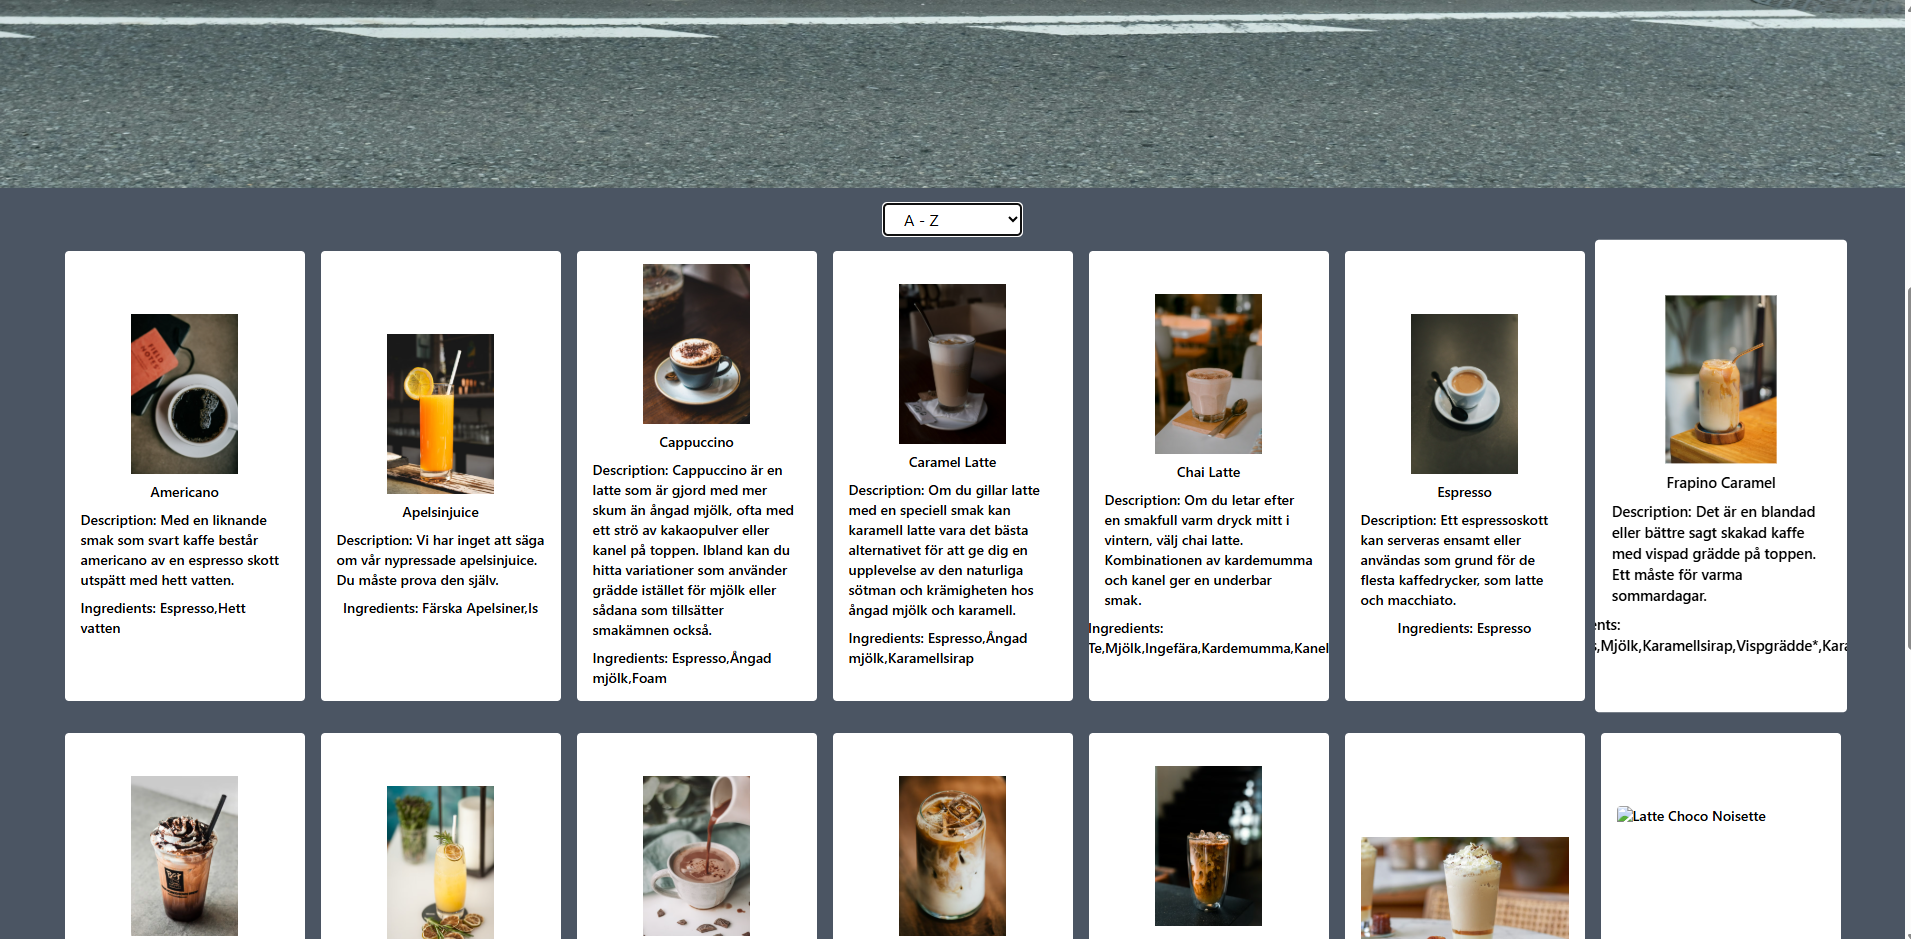 A - Z
FIELD
NOTES
Americano
Description: Med en liknande
smak som svart kaffe består
americano av en espresso skott
utspätt med hett vatten.
Ingredients: Espresso,Hett
vatten
Apelsinjuice
Description: Vi har inget att säga
om vår nypressade apelsinjuice.
Du måste prova den själv.
Ingredients: Färska Apelsiner,Is
Cappuccino
Description: Cappuccino är en
latte som är gjord med mer
skum än ångad mjölk, ofta med
ett strö av kakaopulver eller
kanel på toppen. Ibland kan du
hitta variationer som använder
grädde istället för mjölk eller
sådana som tillsätter
smakämnen också.
Ingredients: Espresso,Ångad
mjölk,Foam
Caramel Latte
Description: Om du gillar latte
med en speciell smak kan
karamell latte vara det bästa
alternativet för att ge dig en
upplevelse av den naturliga
sötman och krämigheten hos
ångad mjölk och karamell.
Ingredients: Espresso,Ångad
mjölk,Karamellsirap
Chai Latte
Description: Om du letar efter
en smakfull varm dryck mitt i
vintern, välj chai latte.
Kombinationen av kardemumma
och kanel ger en underbar
smak.
Ingredients:
Te,Mjölk,Ingefära,Kardemumma,Kanel
Espresso
Description: Ett espressoskott
kan serveras ensamt eller
användas som grund för de
flesta kaffedrycker, som latte
och macchiato.
Ingredients: Espresso
Frapino Caramel
Description: Det är en blandad
eller bättre sagt skakad kaffe
med vispad grädde på toppen.
Ett måste för varma
sommardagar.
ents:
,Mjölk,Karamellsirap,Vispgrädde*,Kara
Latte Choco Noisette